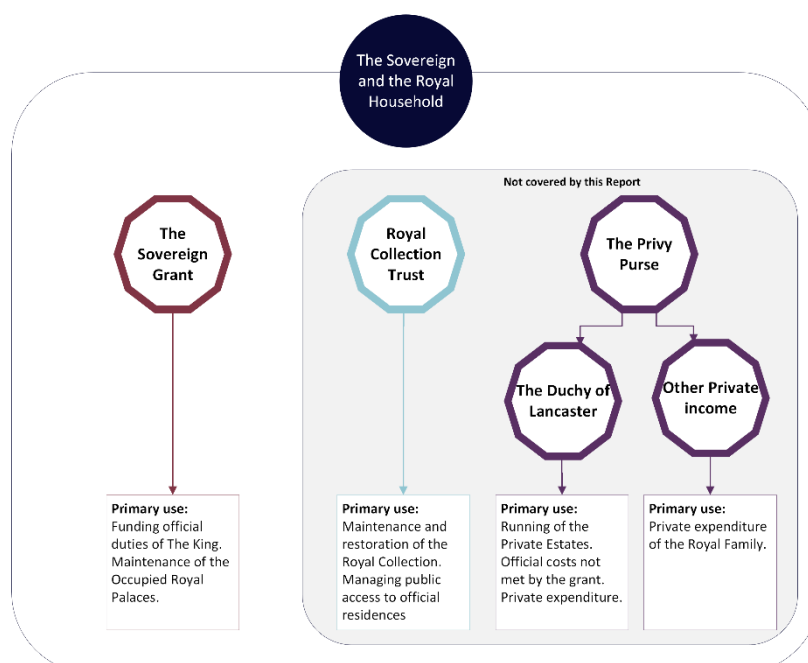 The Sovereign
and the Royal
Household
Not covered by this Report
The
Sovereign
Grant
Royal
Collection
Trust
The Privy
Purse
The Duchy of
Lancaster
Other Private
income
Primary use:
Funding official
duties of The King.
Maintenance of the
Occupied Royal
Palaces.
Primary use:
Maintenance and
restoration of the
Royal Collection.
Managing public
access to official
residences
Primary use:
Running of the
Private Estates.
Official costs not
met by the grant.
Private expenditure.
Primary use:
Private expenditure
of the Royal Family.